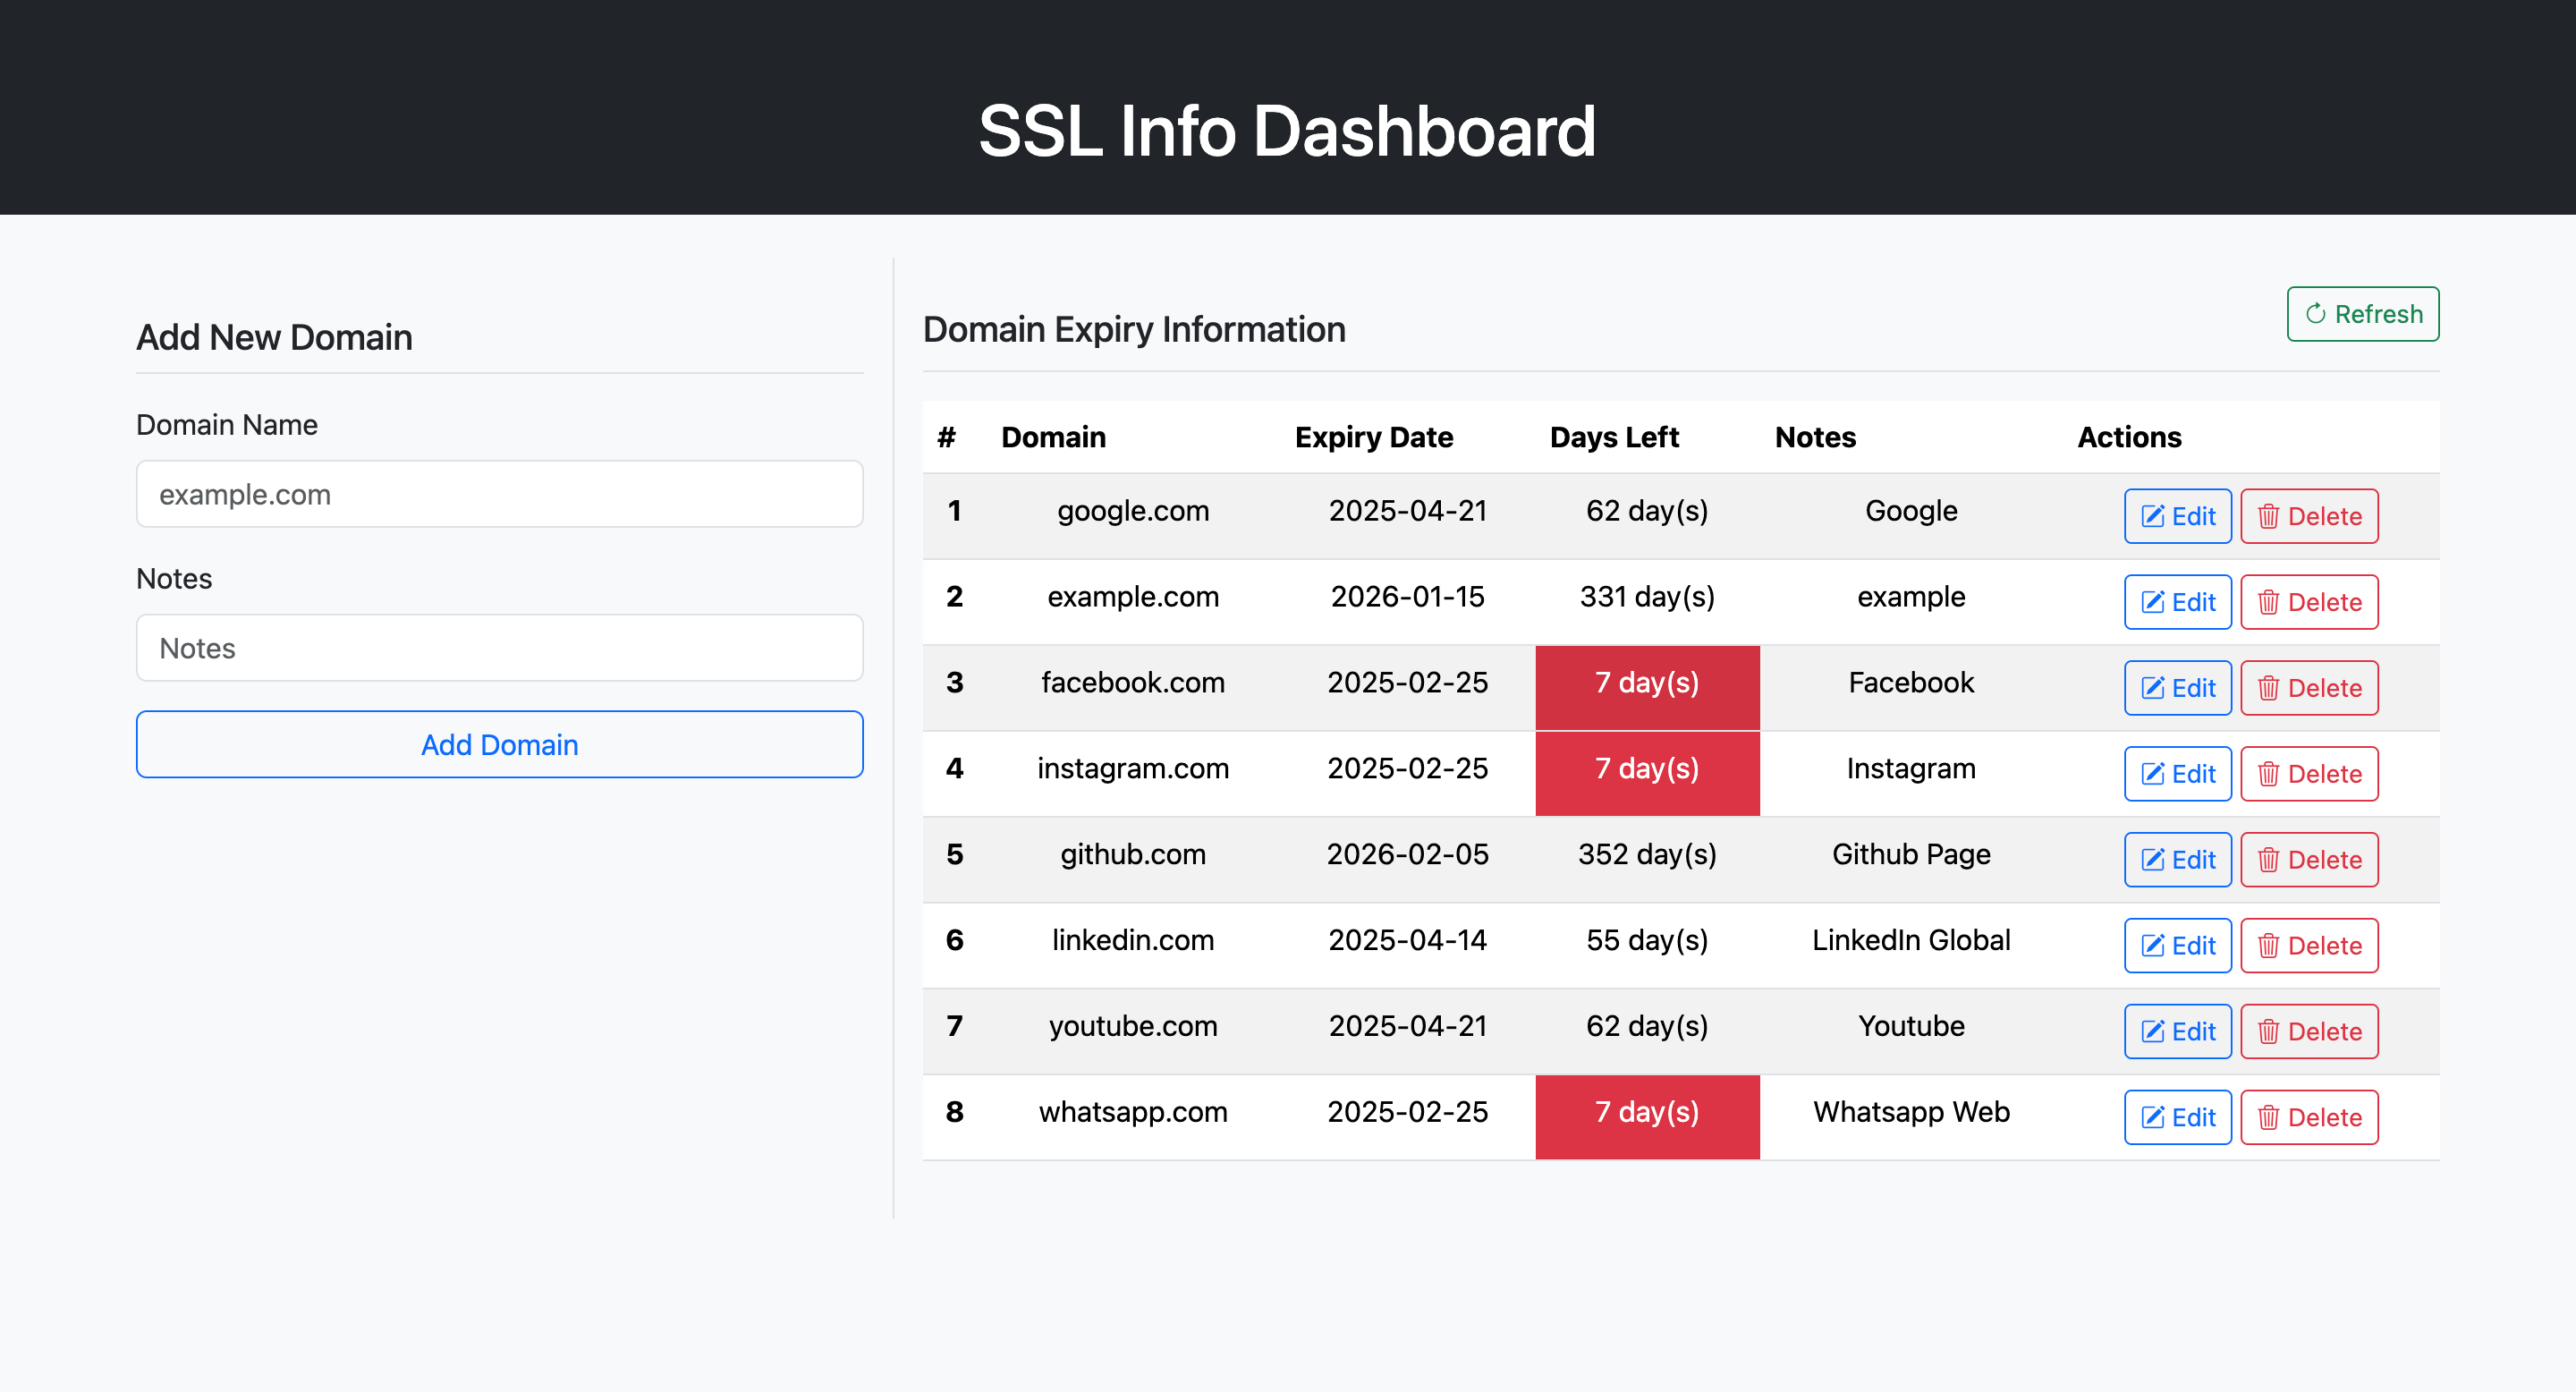 SSL Info Dashboard
Add New Domain
Domain Name
example.com
Notes
Notes
Add Domain
Domain Expiry Information
Refresh
# Domain Expiry Date Days Left Notes Actions
1 google.com 2025-04-21 62 day(s) Google Edit Delete
2 example.com 2026-01-15 331 day(s) example Edit Delete
3 facebook.com 2025-02-25 7 day(s) Facebook Edit Delete
4 instagram.com 2025-02-25 7 day(s) Instagram Edit Delete
5 github.com 2026-02-05 352 day(s) Github Page Edit Delete
6 linkedin.com 2025-04-14 55 day(s) LinkedIn Global Edit Delete
7 youtube.com 2025-04-21 62 day(s) Youtube Edit Delete
8 whatsapp.com 2025-02-25 7 day(s) Whatsapp Web Edit Delete